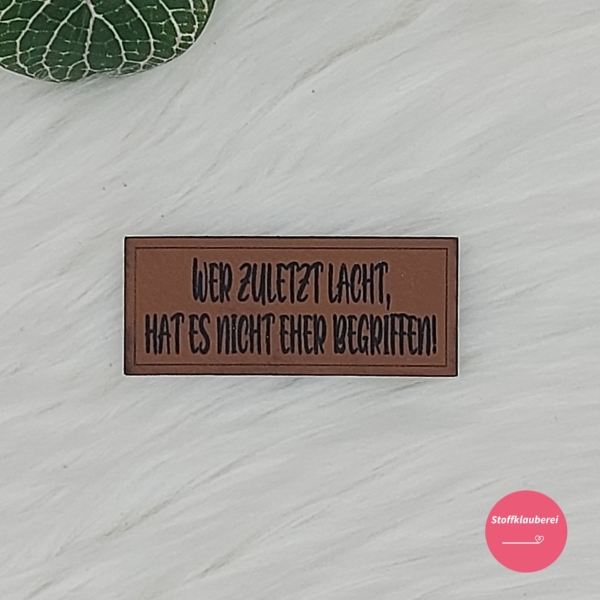 WER ZULETZT LACHT,
HAT ES NICHT EHER BEGRIFFEN!
Stoffklauberei